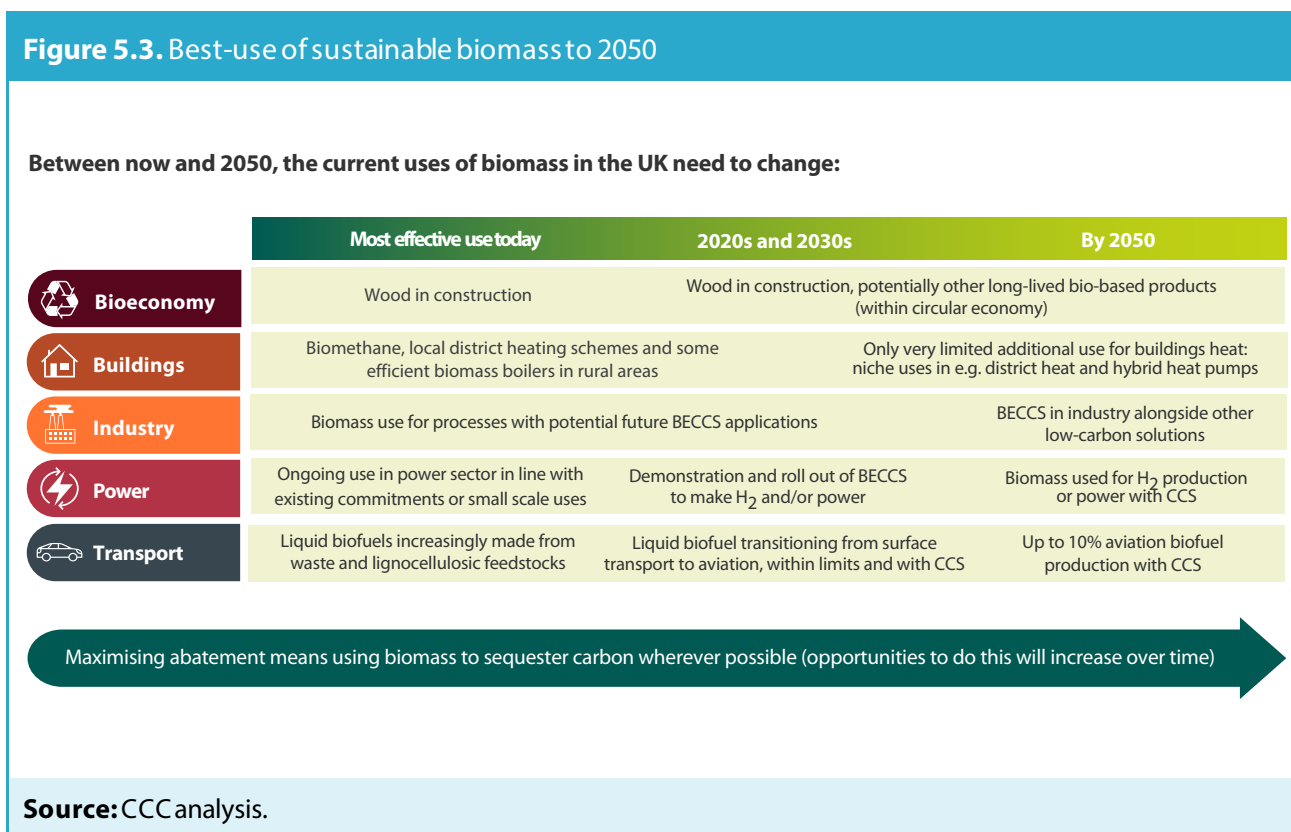 Figure 5.3. Best-use of sustainable biomass to 2050
Between now and 2050, the current uses of biomass in the UK need to change:
Most effective use today
2020s and 2030s
By 2050
Bioeconomy
Wood in construction
Wood in construction, potentially other long-lived bio-based products
(within circular economy)
Buildings
Biomethane, local district heating schemes and some
efficient biomass boilers in rural areas
Only very limited additional use for buildings heat:
niche uses in e.g. district heat and hybrid heat pumps
Industry
Biomass use for processes with potential future BECCS applications
BECCS in industry alongside other
low-carbon solutions
Power
Ongoing use in power sector in line with
existing commitments or small scale uses
Demonstration and roll out of BECCS
to make H2 and/or power
Biomass used for H2 production
or power with CCS
Transport
Liquid biofuels increasingly made from
waste and lignocellulosic feedstocks
Liquid biofuel transitioning from surface
transport to aviation, within limits and with CCS
Up to 10% aviation biofuel
production with CCS
Maximising abatement means using biomass to sequester carbon wherever possible (opportunities to do this will increase over time)
Source: CCC analysis.